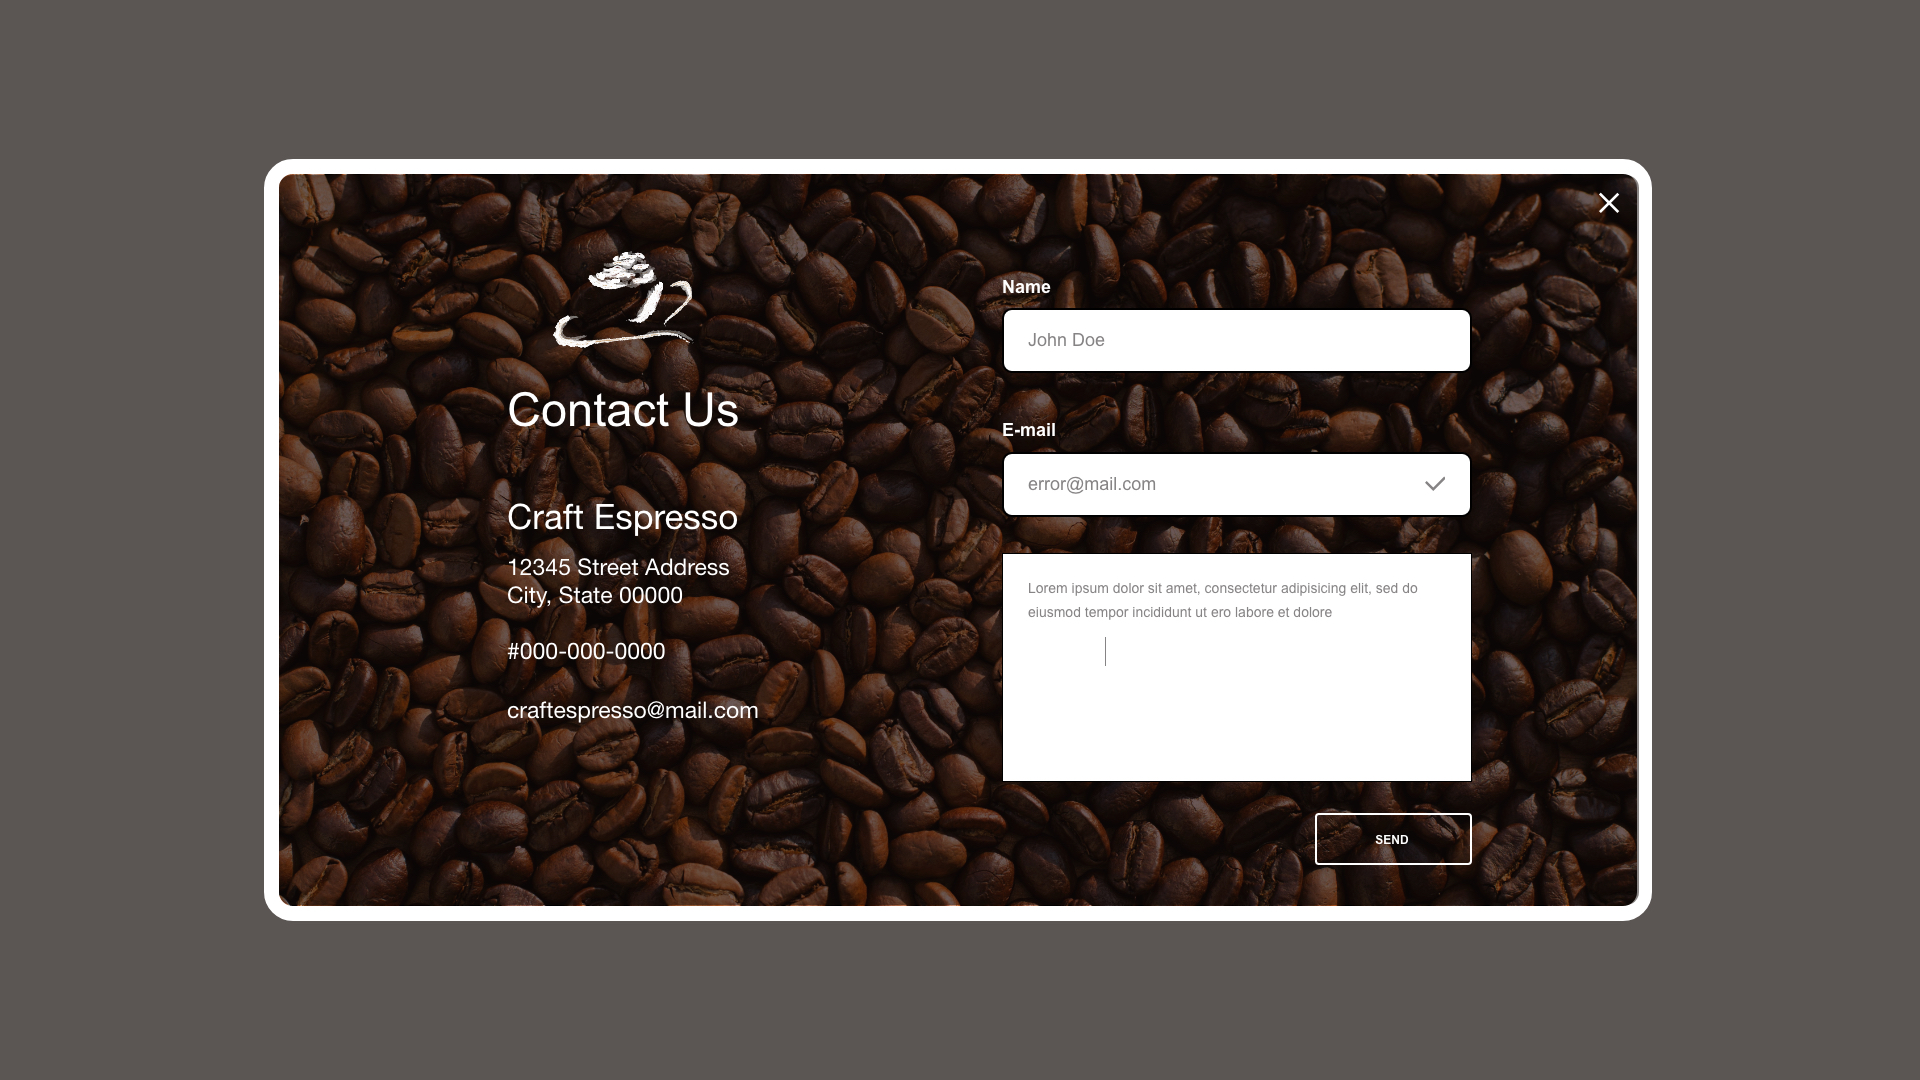 Contact Us
Craft Espresso
12345 Street Address
City, State 00000
#000-000-0000
craftespresso@mail.com
Name
John Doe
E-mail
error@mail.com
Lorem ipsum dolor sit amet, consectetur adipisicing elit, sed do
eiusmod tempor incididunt ut ero labore et dolore
SEND